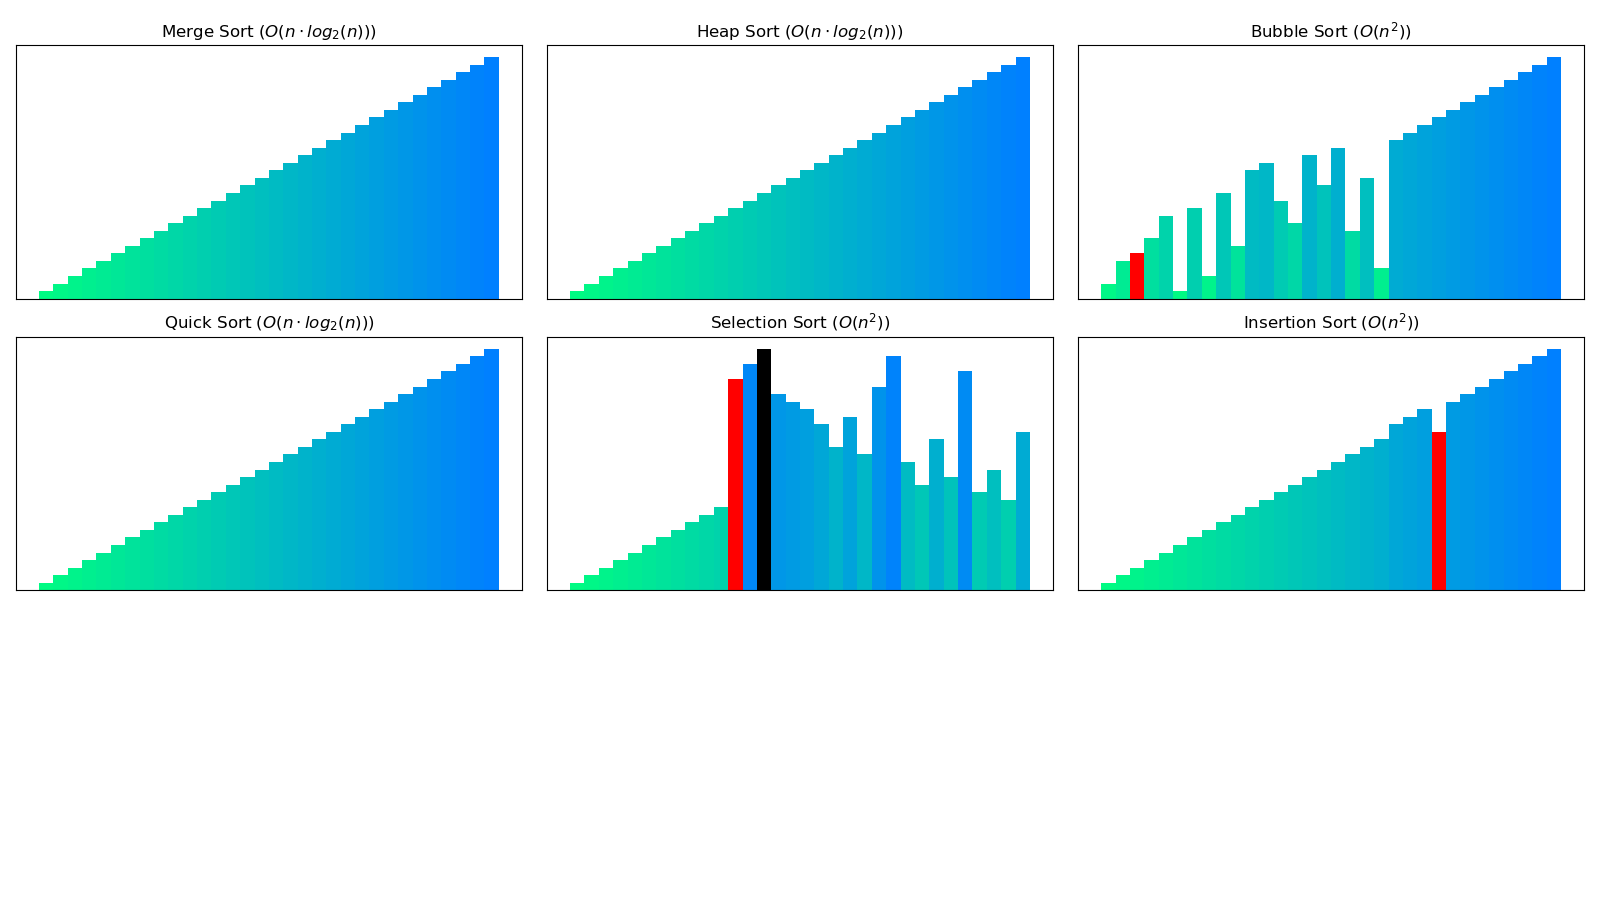 Merge Sort (O(n · log₂(n)))
Heap Sort (O(n · log₂(n)))
Bubble Sort (O(n²))
Quick Sort (O(n · log₂(n)))
Selection Sort (O(n²))
Insertion Sort (O(n²))